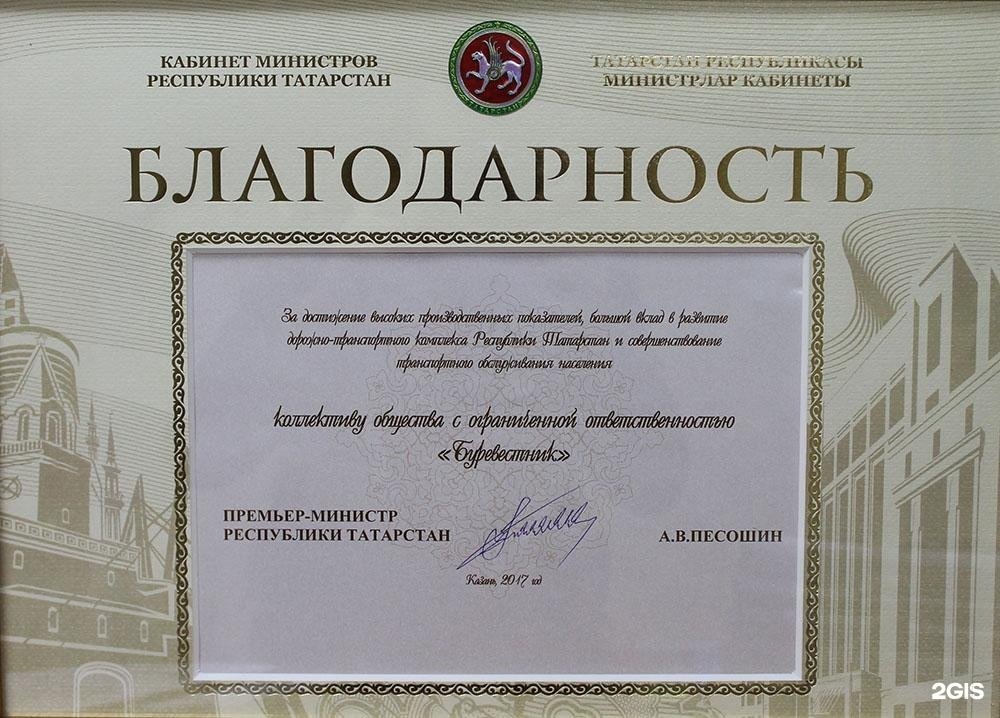 КАБИНЕТ МИНИСТРОВ
РЕСПУБЛИКИ ТАТАРСТАН
ТАТАРСТАН
ТАТАРСТАН РЕСПУБЛИКАСЫ
МИНИСТРЛАР КАБИНЕТЫ
БЛАГОДАРНОСТЬ
За достижение высоких производственных показателей, большой вклад в развитие
дорожно-транспортного комплекса Республики Татарстан и совершенствование
транспортного обслуживания населения
коллективу общества с ограниченной ответственностью
«Буревестник»
ПРЕМЬЕР-МИНИСТР
РЕСПУБЛИКИ ТАТАРСТАН
А.В.ПЕСОШИН
Казань, 2017 год
2GIS